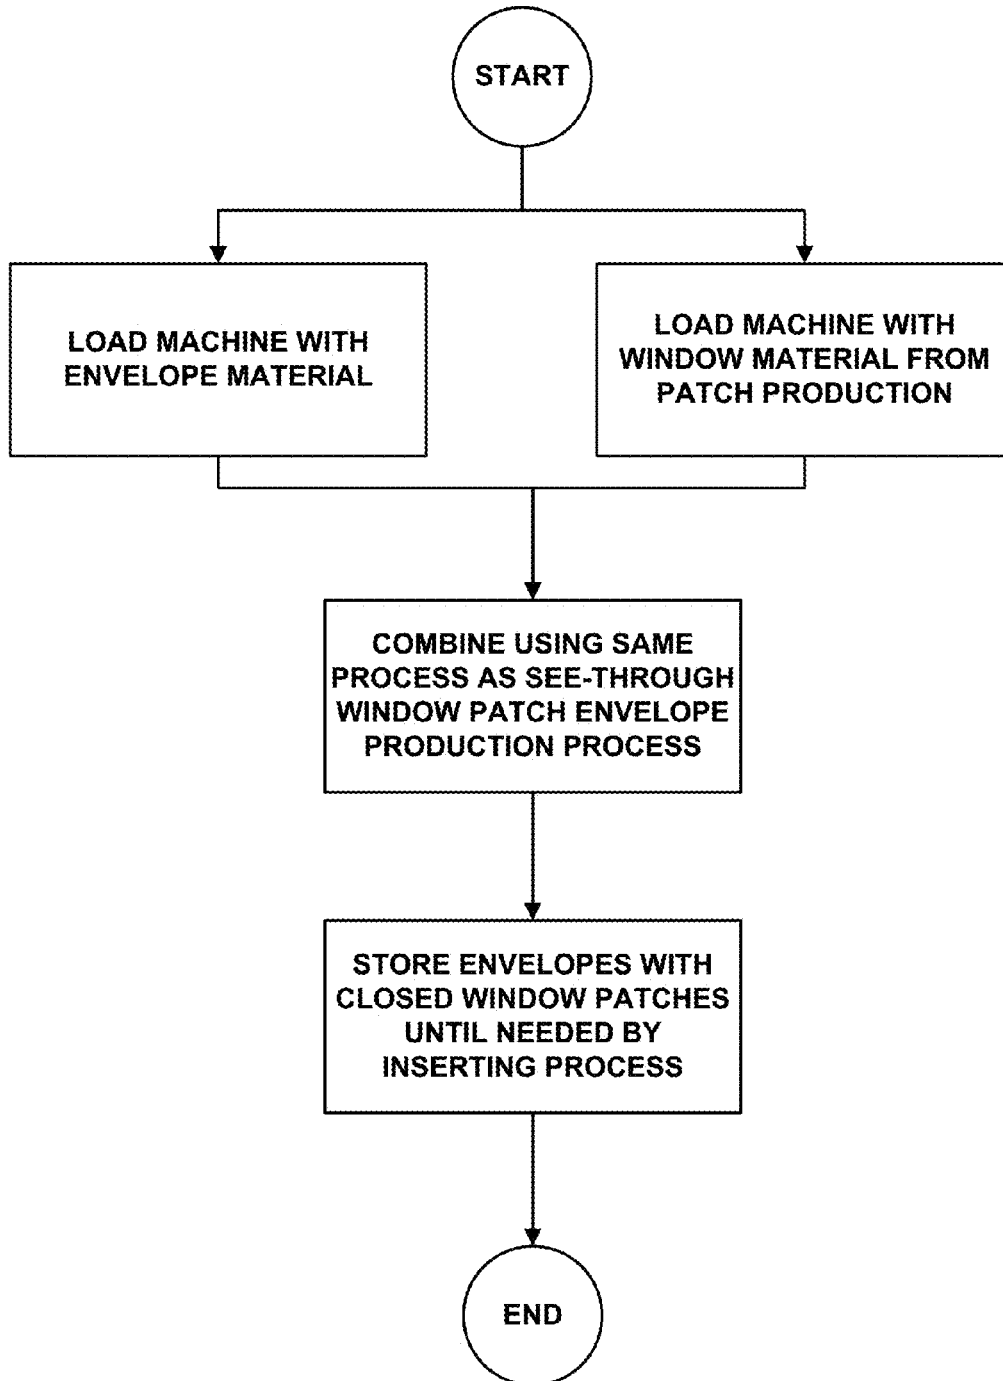 START
LOAD MACHINE WITH
ENVELOPE MATERIAL
LOAD MACHINE WITH
WINDOW MATERIAL FROM
PATCH PRODUCTION
COMBINE USING SAME
PROCESS AS SEE-THROUGH
WINDOW PATCH ENVELOPE
PRODUCTION PROCESS
STORE ENVELOPES WITH
CLOSED WINDOW PATCHES
UNTIL NEEDED BY
INSERTING PROCESS
END